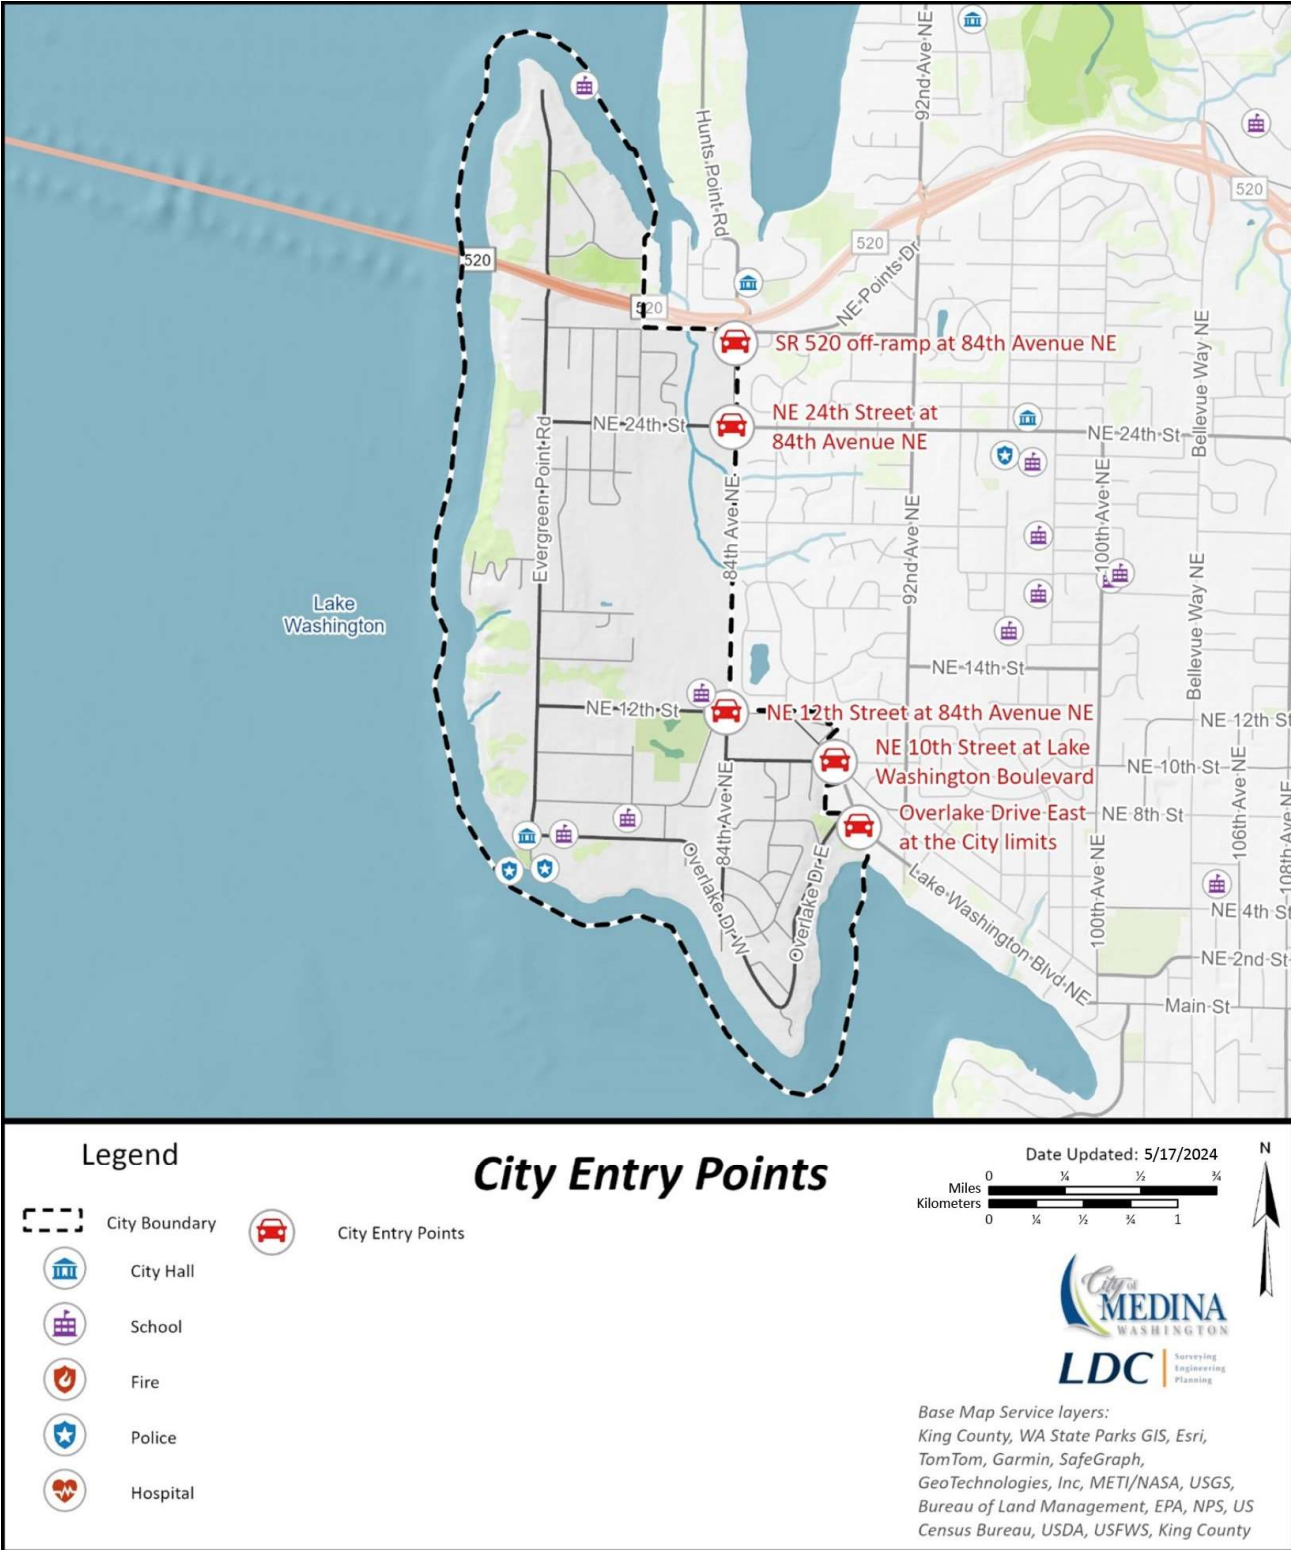 92nd Ave NE
Hunts Point Rd
520
520
520
520
NE Points Dr
SR 520 off-ramp at 84th Avenue NE
Bellevue Way NE
NE 24th Street at
84th Avenue NE
NE 24th St
NE 24th St
Evergreen Point Rd
84th Ave NE
92nd Ave NE
100th Ave NE
Bellevue Way NE
Lake
Washington
NE 14th St
NE 12th St
NE 12th Street at 84th Avenue NE
NE 12th St
NE 10th Street at Lake
Washington Boulevard
NE 10th St
84th Ave NE
Overlake Drive East
at the City limits
NE 8th St
106th Ave NE
108th Ave NE
Overlake Dr W
Overlake Dr E
Lake Washington Blvd NE
100th Ave NE
NE 4th St
NE 2nd St
Main St
Legend
City Entry Points
Date Updated: 5/17/2024
N
0 ¼ ½ ¾
Miles
Kilometers
0 ¼ ½ ¾ 1
City Boundary
City Entry Points
City Hall
School
Fire
Police
Hospital
City of
MEDINA
WASHINGTON
LDC
Surveying
Engineering
Planning
Base Map Service layers:
King County, WA State Parks GIS, Esri,
TomTom, Garmin, SafeGraph,
GeoTechnologies, Inc, METI/NASA, USGS,
Bureau of Land Management, EPA, NPS, US
Census Bureau, USDA, USFWS, King County